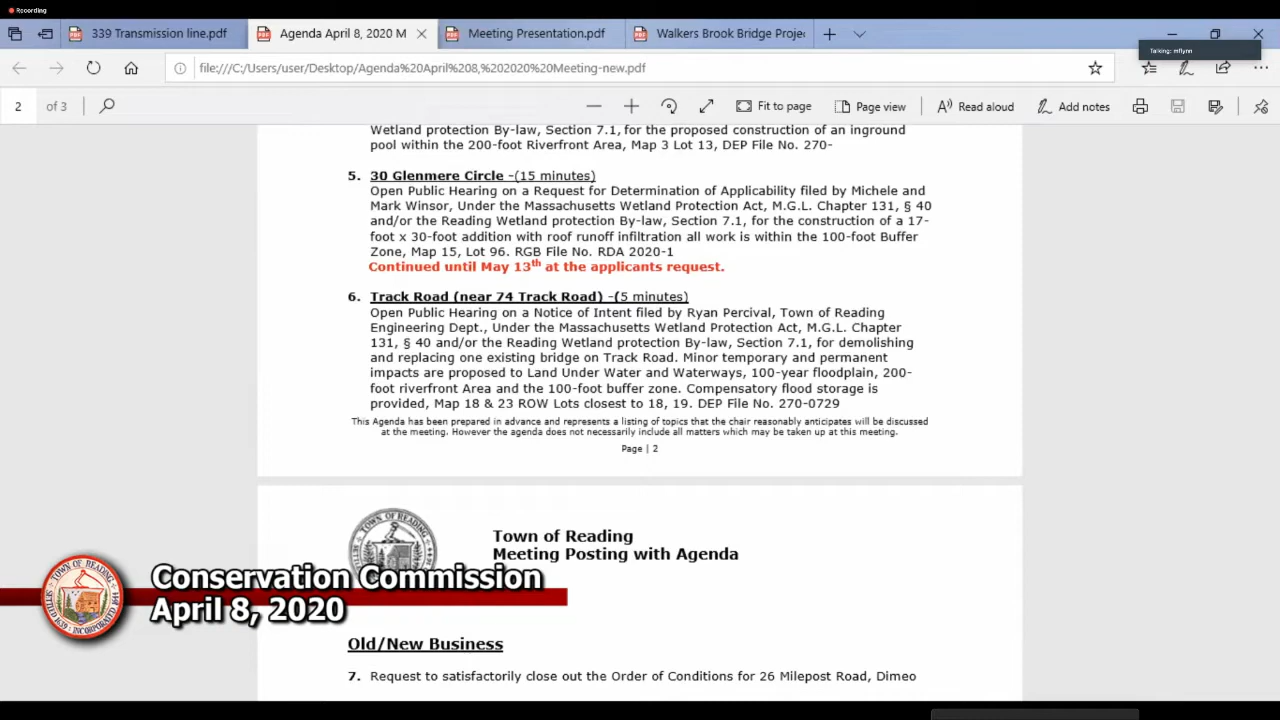 Recording
339 Transmission line.pdf
Agenda April 8, 2020 M
Meeting Presentation.pdf
Walkers Brook Bridge Projec
Talking: mflynn
file:///C:/Users/user/Desktop/Agenda%20April%208,%202020%20Meeting-new.pdf
2 of 3
Fit to page
Page view
Read aloud
Add notes
Wetland protection By-law, Section 7.1, for the proposed construction of an inground
pool within the 200-foot Riverfront Area, Map 3 Lot 13, DEP File No. 270-
5. 30 Glenmere Circle -(15 minutes)
Open Public Hearing on a Request for Determination of Applicability filed by Michele and
Mark Winsor, Under the Massachusetts Wetland Protection Act, M.G.L. Chapter 131, § 40
and/or the Reading Wetland protection By-law, Section 7.1, for the construction of a 17-
foot x 30-foot addition with roof runoff infiltration all work is within the 100-foot Buffer
Zone, Map 15, Lot 96. RGB File No. RDA 2020-1
Continued until May 13th at the applicants request.
6. Track Road (near 74 Track Road) -(5 minutes)
Open Public Hearing on a Notice of Intent filed by Ryan Percival, Town of Reading
Engineering Dept., Under the Massachusetts Wetland Protection Act, M.G.L. Chapter
131, § 40 and/or the Reading Wetland protection By-law, Section 7.1, for demolishing
and replacing one existing bridge on Track Road. Minor temporary and permanent
impacts are proposed to Land Under Water and Waterways, 100-year floodplain, 200-
foot riverfront Area and the 100-foot buffer zone. Compensatory flood storage is
provided, Map 18 & 23 ROW Lots closest to 18, 19. DEP File No. 270-0729
This Agenda has been prepared in advance and represents a listing of topics that the chair reasonably anticipates will be discussed
at the meeting. However the agenda does not necessarily include all matters which may be taken up at this meeting.
Page | 2
TOWN OF READING
Town of Reading
Meeting Posting with Agenda
TOWN OF READING
SETTLED 1639 INCORPORATED 1644
Conservation Commission
April 8, 2020
Old/New Business
7. Request to satisfactorily close out the Order of Conditions for 26 Milepost Road, Dimeo